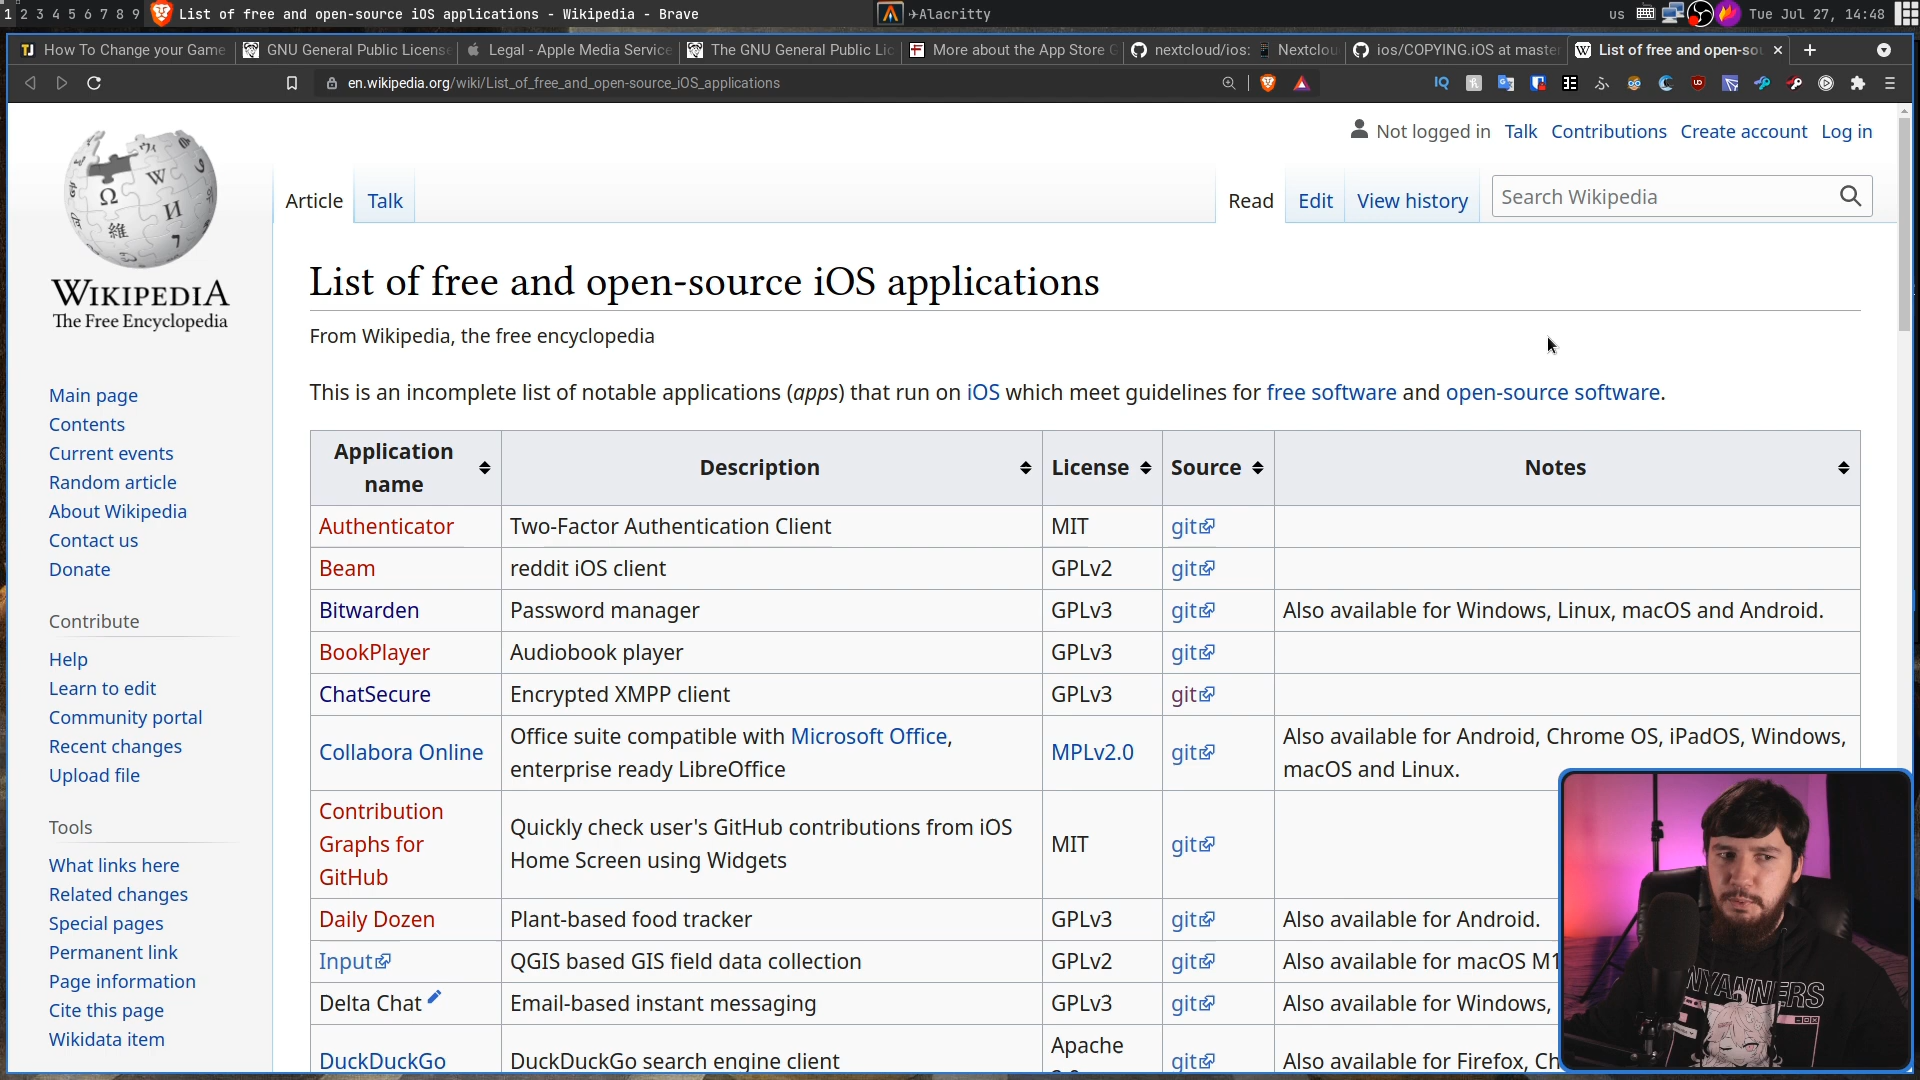 1 2 3 4 5 6 7 8 9 List of free and open-source iOS applications - Wikipedia - Brave
✈Alacritty
us Tue Jul 27, 14:48
TJ How To Change your Game
GNU General Public License
Legal - Apple Media Service
The GNU General Public Lic
More about the App Store G
nextcloud/ios: 📱 Nextclou
ios/COPYING.iOS at master
W List of free and open-so
en.wikipedia.org/wiki/List_of_free_and_open-source_iOS_applications
Not logged in Talk Contributions Create account Log in
Article Talk
Read Edit View history
Search Wikipedia
WIKIPEDIA
The Free Encyclopedia
Main page
Contents
Current events
Random article
About Wikipedia
Contact us
Donate
Contribute
Help
Learn to edit
Community portal
Recent changes
Upload file
Tools
What links here
Related changes
Special pages
Permanent link
Page information
Cite this page
Wikidata item
List of free and open-source iOS applications
From Wikipedia, the free encyclopedia
This is an incomplete list of notable applications (apps) that run on iOS which meet guidelines for free software and open-source software.
Application name Description License Source Notes
Authenticator Two-Factor Authentication Client MIT git
Beam reddit iOS client GPLv2 git
Bitwarden Password manager GPLv3 git Also available for Windows, Linux, macOS and Android.
BookPlayer Audiobook player GPLv3 git
ChatSecure Encrypted XMPP client GPLv3 git
Collabora Online Office suite compatible with Microsoft Office, enterprise ready LibreOffice MPLv2.0 git Also available for Android, Chrome OS, iPadOS, Windows, macOS and Linux.
Contribution Graphs for GitHub Quickly check user's GitHub contributions from iOS Home Screen using Widgets MIT git
Daily Dozen Plant-based food tracker GPLv3 git Also available for Android.
Input QGIS based GIS field data collection GPLv2 git Also available for macOS M1
Delta Chat Email-based instant messaging GPLv3 git Also available for Windows,
DuckDuckGo DuckDuckGo search engine client Apache git Also available for Firefox, Ch
NYANNERS